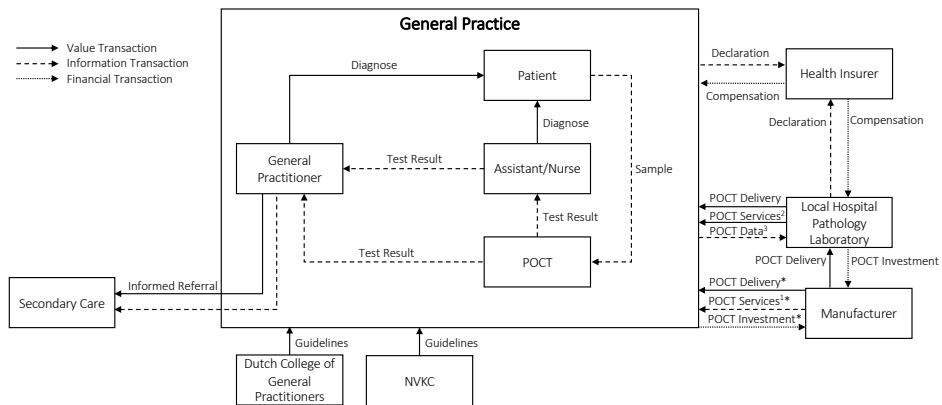 General Practice
Value Transaction
Information Transaction
Financial Transaction
Diagnose
Patient
Declaration
Compensation
Health Insurer
Declaration
Compensation
Diagnose
General
Practitioner
Test Result
Assistant/Nurse
Sample
Test Result
Test Result
POCT
POCT Delivery
POCT Services²
POCT Data³
Local Hospital
Pathology
Laboratory
POCT Delivery
POCT Investment
Informed Referral
Secondary Care
POCT Delivery*
POCT Services¹*
POCT Investment*
Manufacturer
Guidelines
Guidelines
Dutch College of
General
Practitioners
NVKC